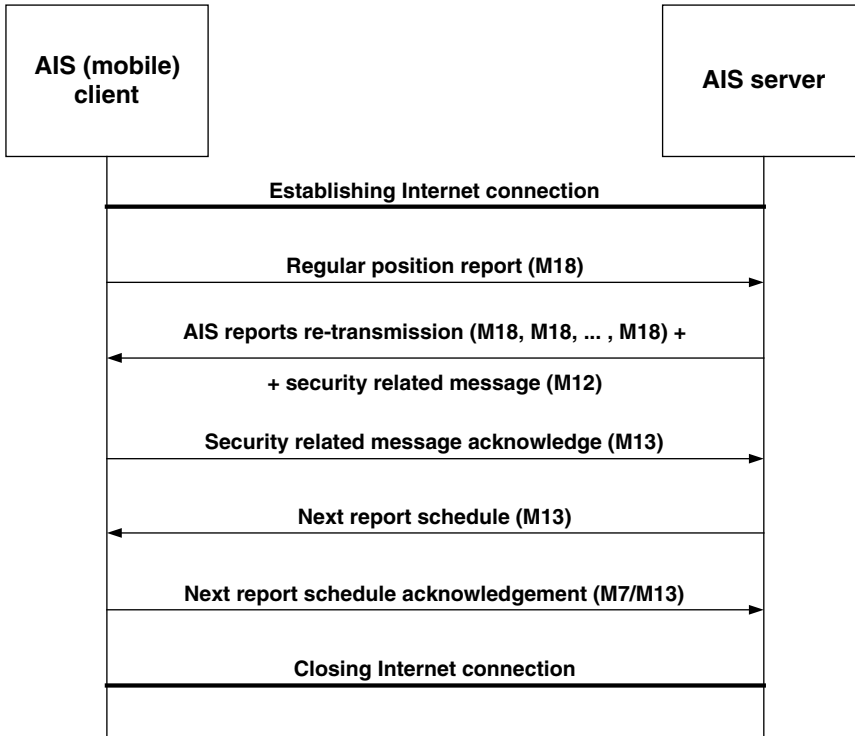 AIS (mobile)
client
AIS server
Establishing Internet connection
Regular position report (M18)
AIS reports re-transmission (M18, M18, ... , M18) +
+ security related message (M12)
Security related message acknowledge (M13)
Next report schedule (M13)
Next report schedule acknowledgement (M7/M13)
Closing Internet connection